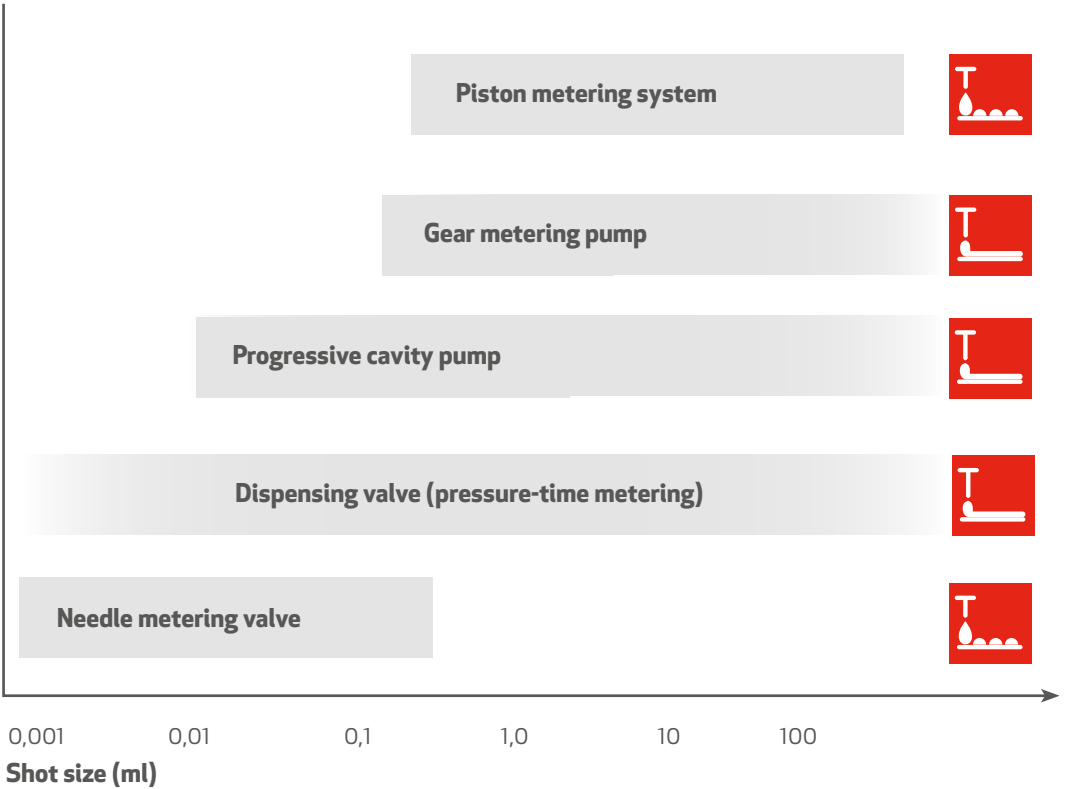 Piston metering system
Gear metering pump
Progressive cavity pump
Dispensing valve (pressure-time metering)
Needle metering valve
0,001 0,01 0,1 1,0 10 100
Shot size (ml)